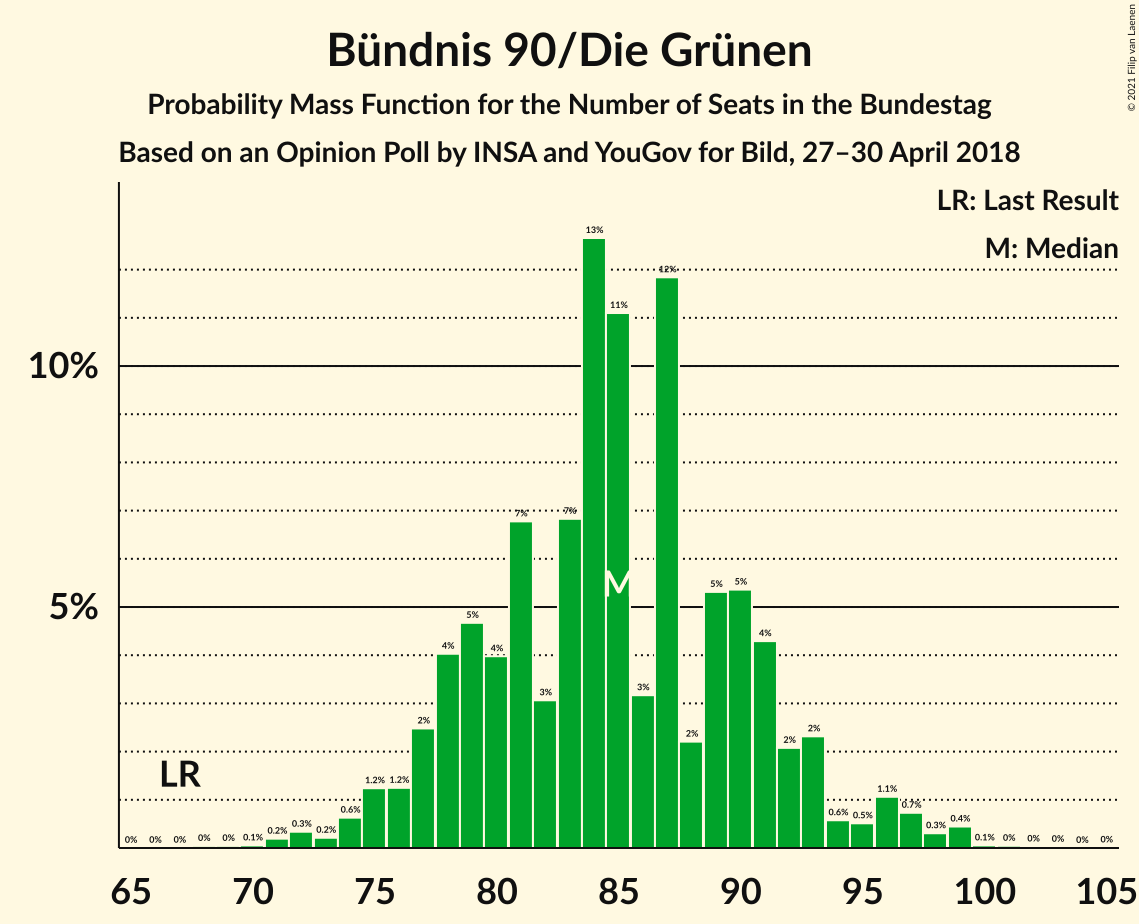 Bündnis 90/Die Grünen
Probability Mass Function for the Number of Seats in the Bundestag
Based on an Opinion Poll by INSA and YouGov for Bild, 27–30 April 2018
© 2021 Filip van Laenen
LR: Last Result
M: Median
10%
5%
LR
M
0% 0% 0% 0% 0% 0.1% 0.2% 0.3% 0.2% 0.6% 1.2% 1.2% 2% 4% 5% 4% 7% 3% 7% 13% 11% 3% 12% 2% 5% 5% 4% 2% 2% 0.6% 0.5% 1.1% 0.7% 0.3% 0.4% 0.1% 0% 0% 0% 0% 0%
65 70 75 80 85 90 95 100 105